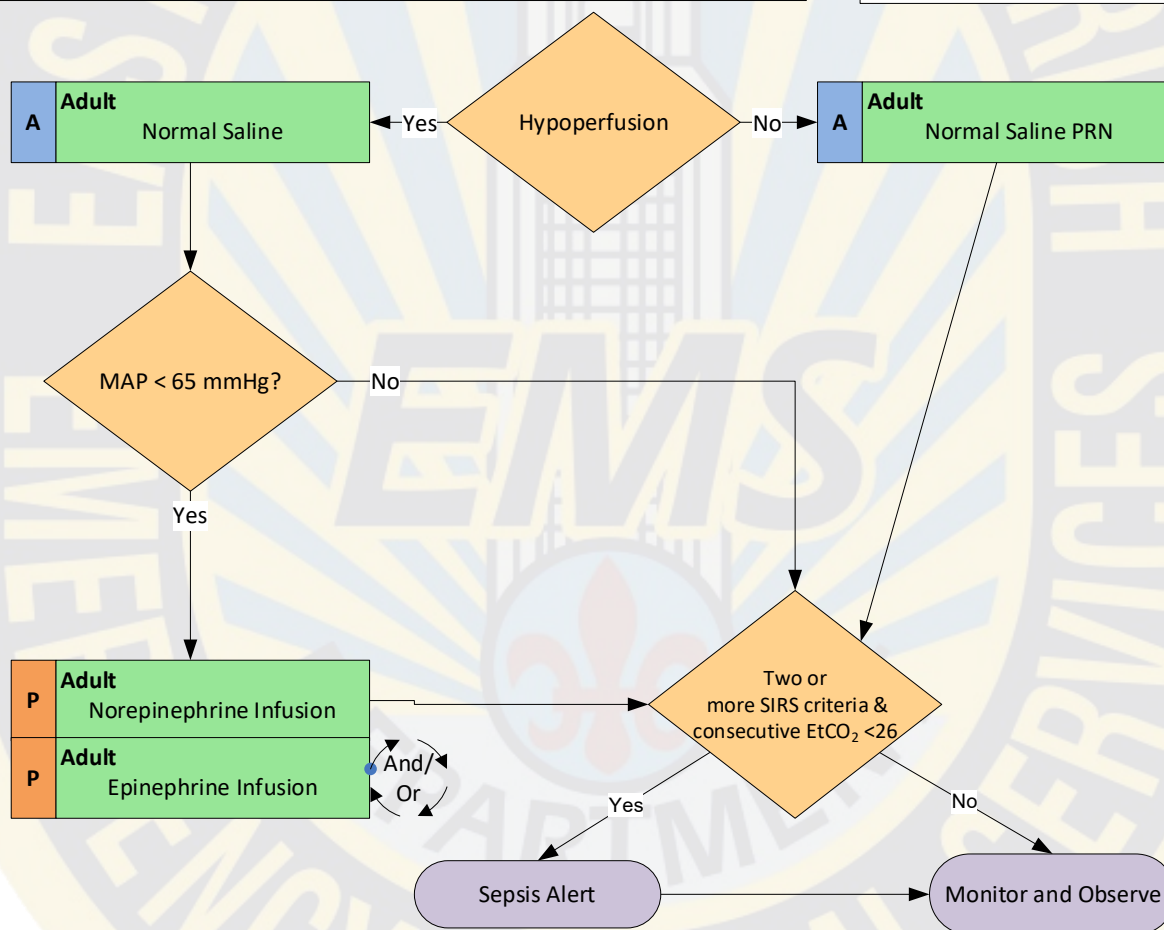 Hypoperfusion
Yes
No
A
Adult
Normal Saline
A
Adult
Normal Saline PRN
MAP < 65 mmHg?
No
Yes
P
Adult
Norepinephrine Infusion
P
Adult
Epinephrine Infusion
And/
Or
Two or
more SIRS criteria &
consecutive EtCO₂ <26
Yes
No
Sepsis Alert
Monitor and Observe
EMS
SERVICES